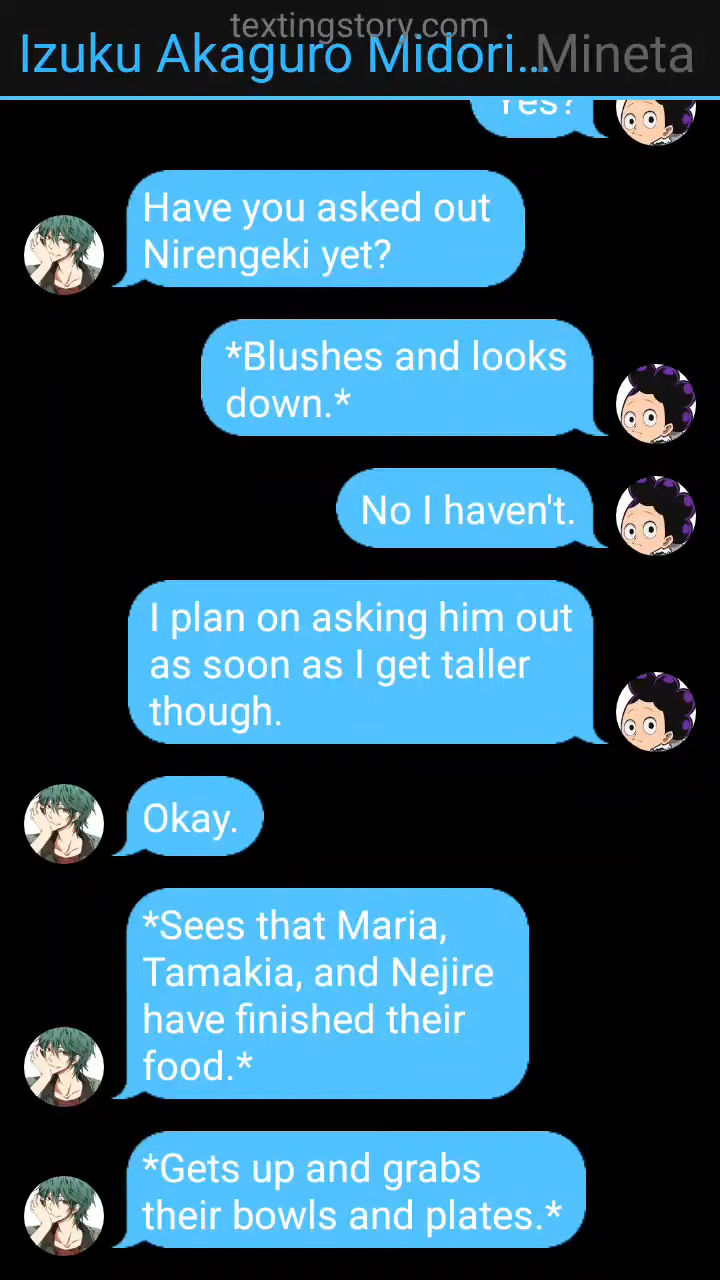 textingstory.com
Izuku Akaguro Midori...
Mineta
Yes?
Have you asked out
Nirengeki yet?
*Blushes and looks
down.*
No I haven't.
I plan on asking him out
as soon as I get taller
though.
Okay.
*Sees that Maria,
Tamakia, and Nejire
have finished their
food.*
*Gets up and grabs
their bowls and plates.*